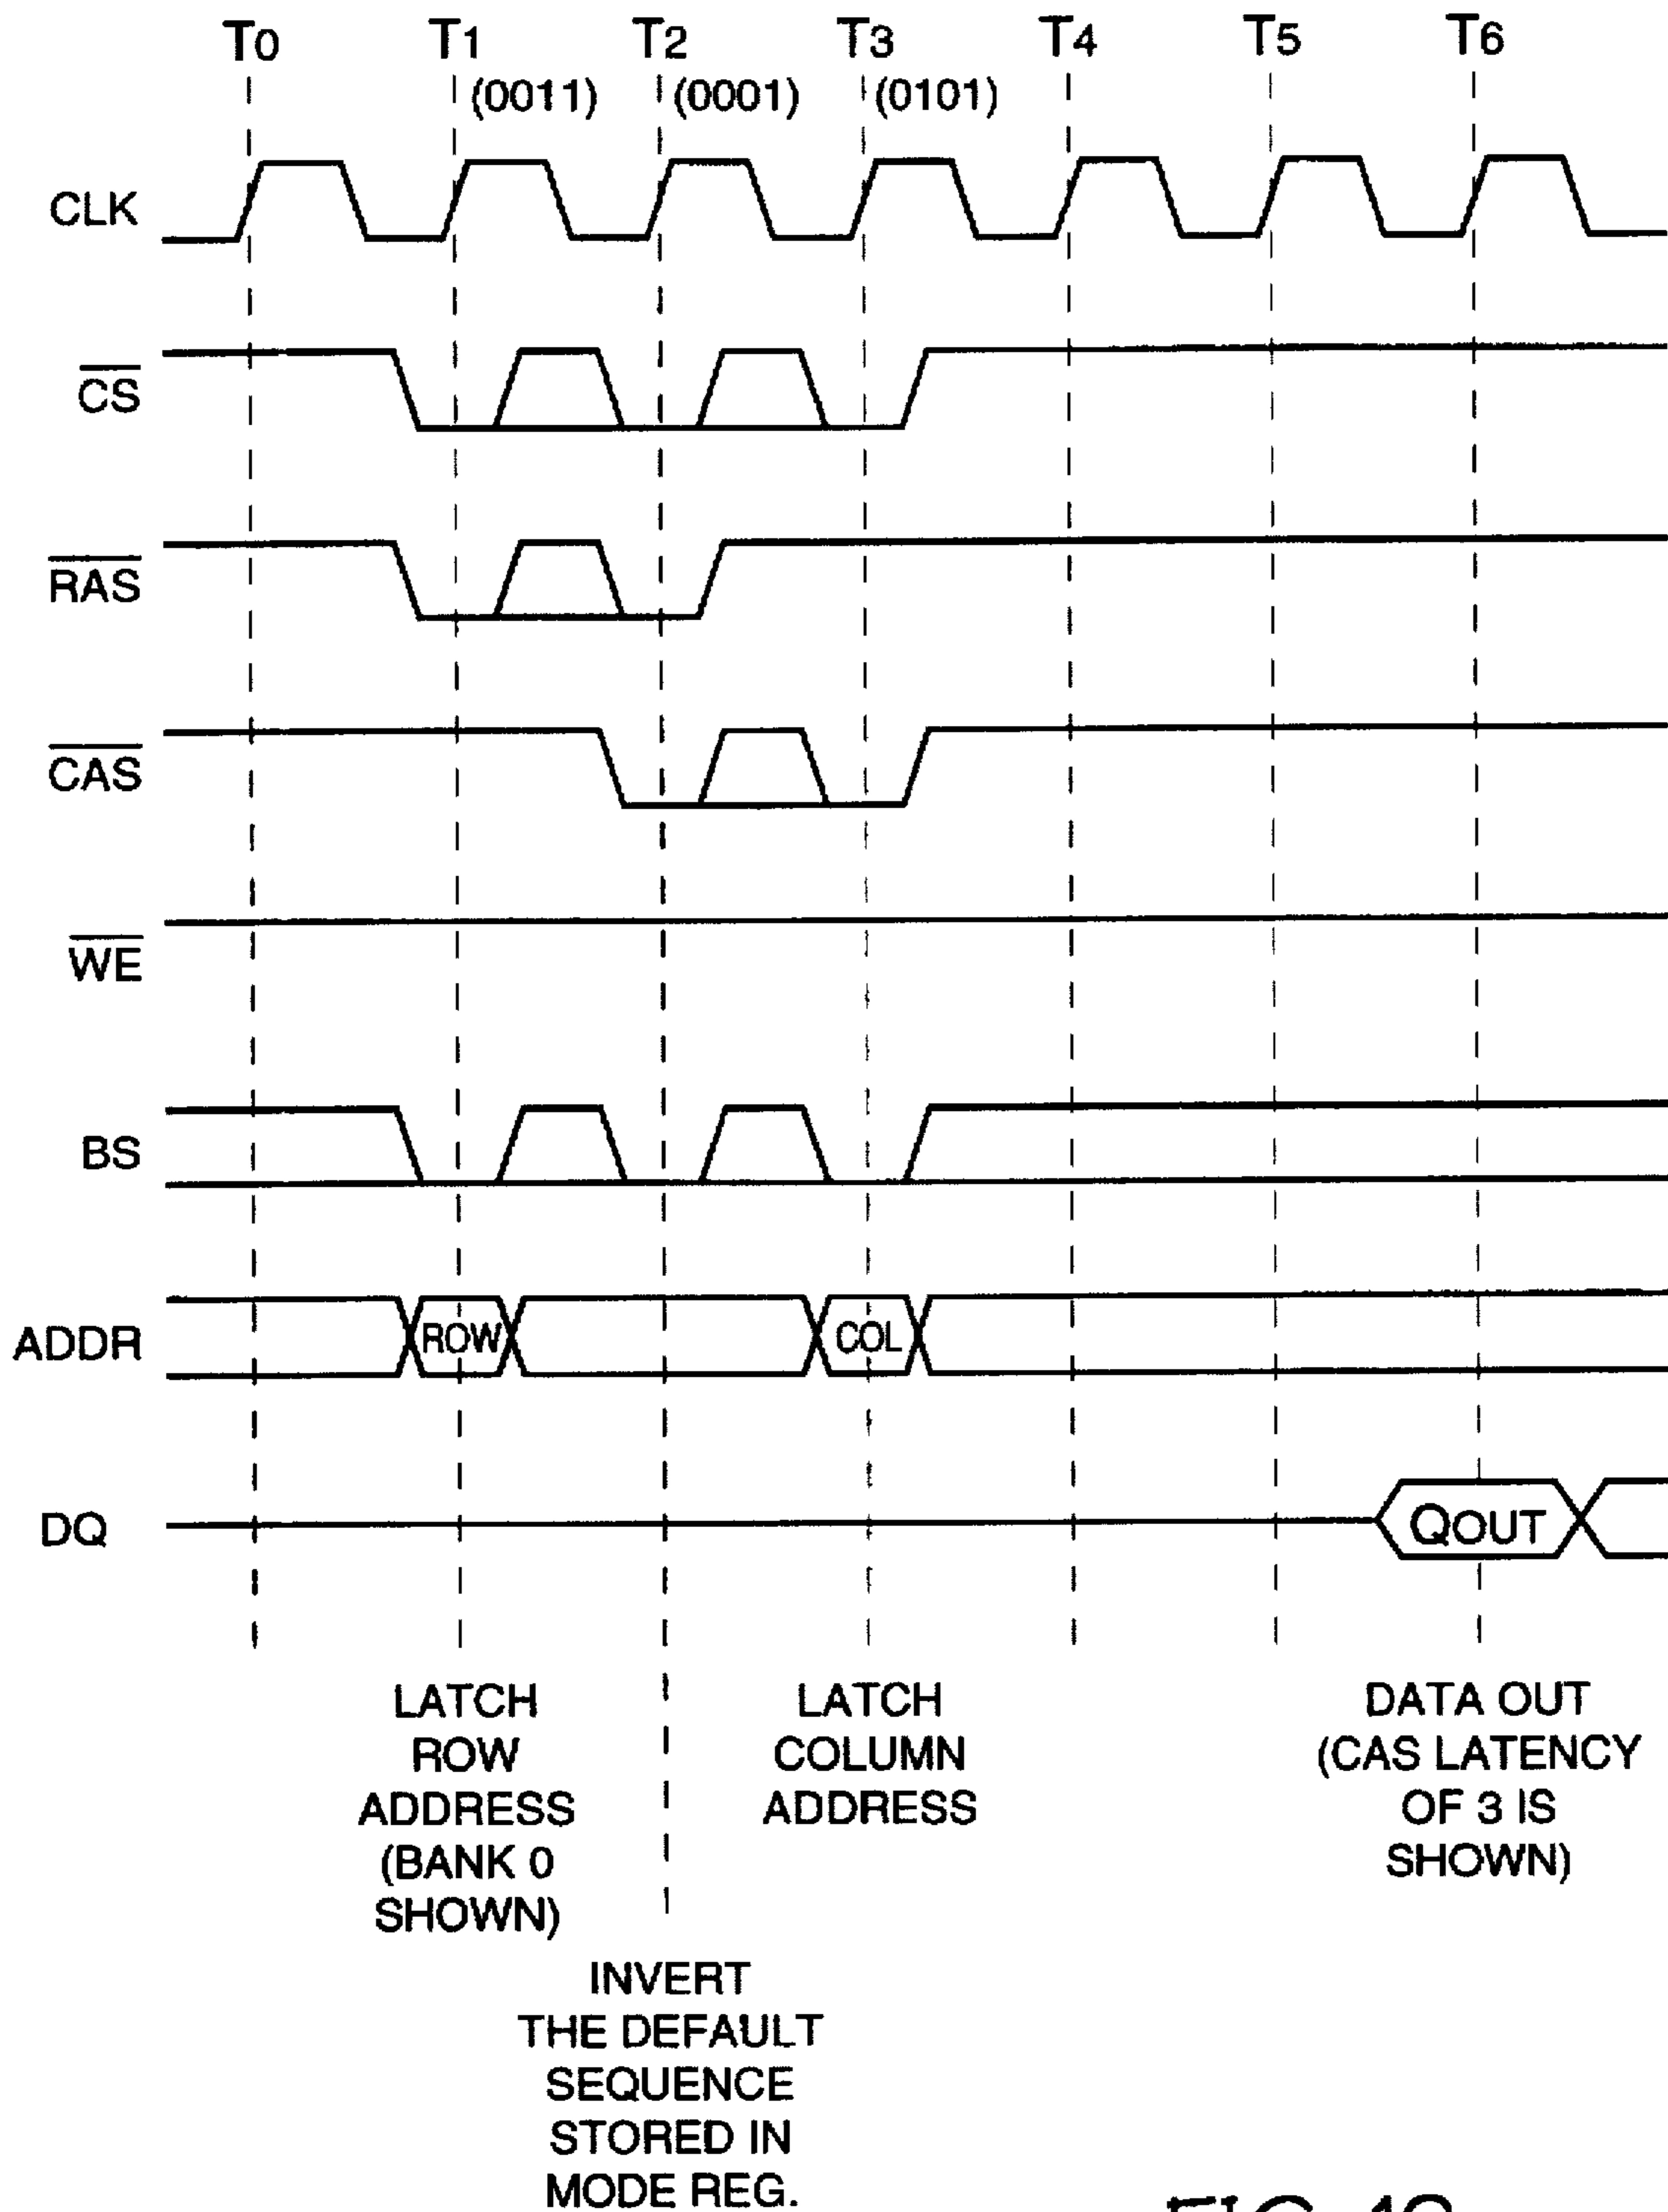 T0 T1 T2 T3 T4 T5 T6
(0011) (0001) (0101)
CLK
CS
RAS
CAS
WE
BS
ADDR ROW COL
DQ QOUT
LATCH
ROW
ADDRESS
(BANK 0
SHOWN)
INVERT
THE DEFAULT
SEQUENCE
STORED IN
MODE REG.
LATCH
COLUMN
ADDRESS
DATA OUT
(CAS LATENCY
OF 3 IS
SHOWN)